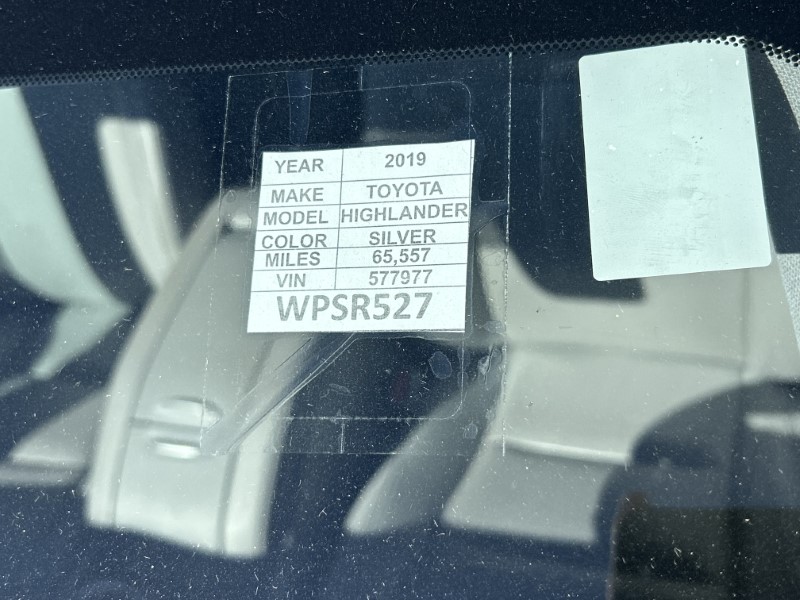 YEAR 2019
MAKE TOYOTA
MODEL HIGHLANDER
COLOR SILVER
MILES 65,557
VIN 577977
WPSR527